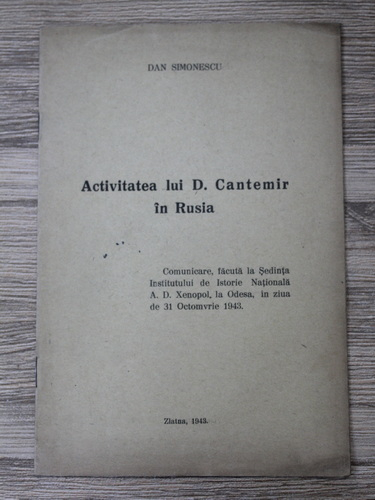 DAN SIMONESCU
Activitatea lui D. Cantemir
în Rusia
Comunicare, făcută la Şedinţa
Institutului de Istorie Naţională
A. D. Xenopol, la Odesa, in ziua
de 31 Octomvrie 1943.
Zlatna, 1943.